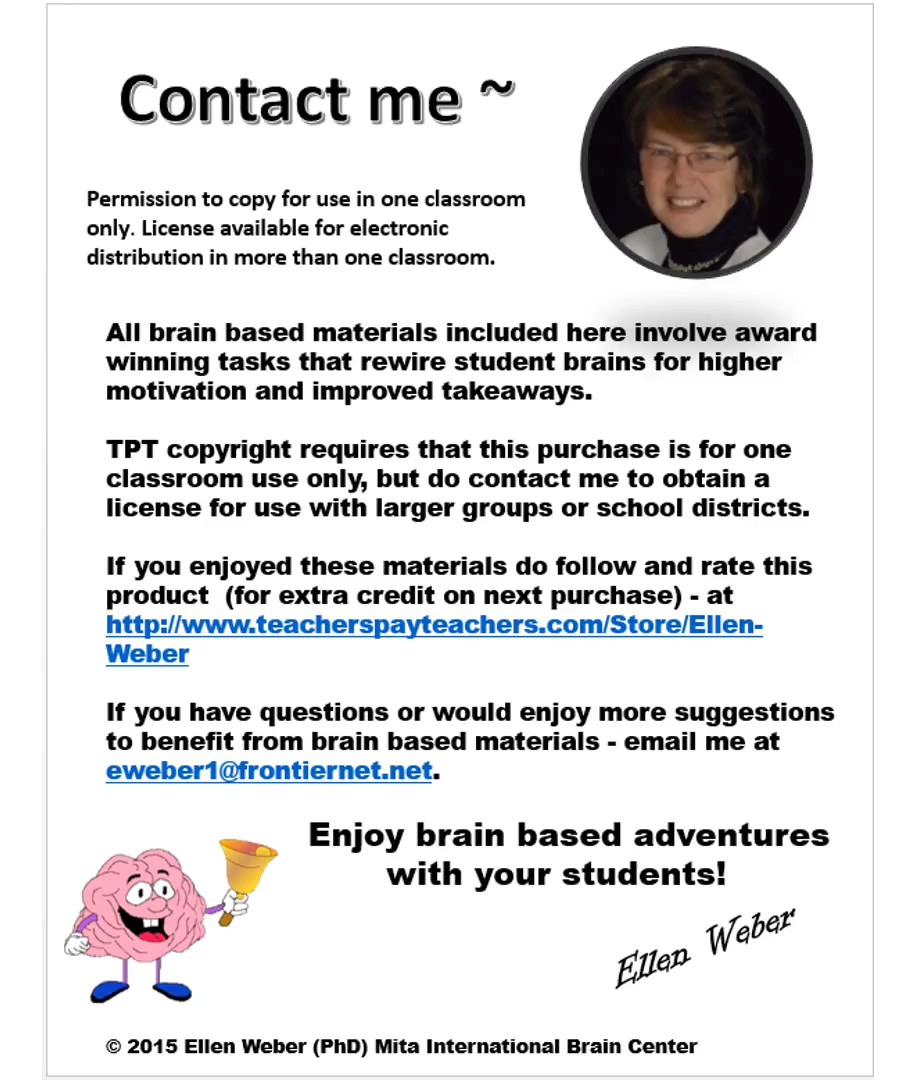 Contact me ~
Permission to copy for use in one classroom
only. License available for electronic
distribution in more than one classroom.
All brain based materials included here involve award
winning tasks that rewire student brains for higher
motivation and improved takeaways.
TPT copyright requires that this purchase is for one
classroom use only, but do contact me to obtain a
license for use with larger groups or school districts.
If you enjoyed these materials do follow and rate this
product  (for extra credit on next purchase) - at
http://www.teacherspayteachers.com/Store/Ellen-
Weber
If you have questions or would enjoy more suggestions
to benefit from brain based materials - email me at
eweber1@frontiernet.net.
Enjoy brain based adventures
with your students!
Ellen Weber
© 2015 Ellen Weber (PhD) Mita International Brain Center